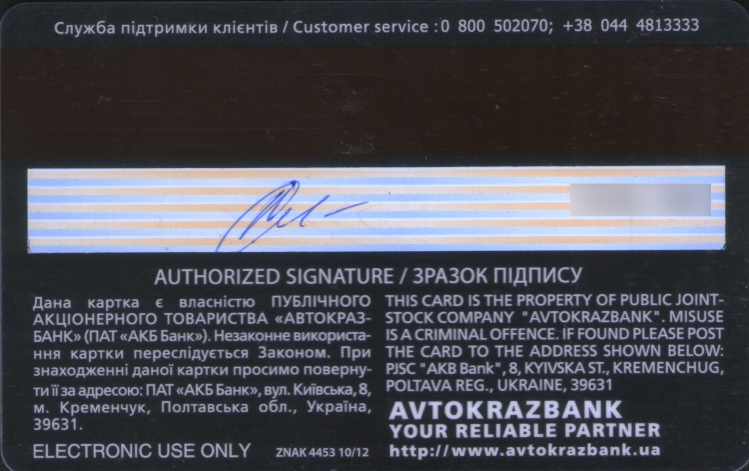 Служба підтримки клієнтів / Customer service : 0 800 502070; +38 044 4813333
AUTHORIZED SIGNATURE / ЗРАЗОК ПІДПИСУ
Дана картка є власністю ПУБЛІЧНОГО
АКЦІОНЕРНОГО ТОВАРИСТВА «АВТОКРАЗ-
БАНК» (ПАТ «АКБ Банк»). Незаконне використа-
ння картки переслідується Законом. При
знаходженні даної картки просимо поверну-
ти її за адресою: ПАТ «АКБ Банк», вул. Київська, 8,
м. Кременчук, Полтавська обл., Україна,
39631.
ELECTRONIC USE ONLY
ZNAK 4453 10/12
THIS CARD IS THE PROPERTY OF PUBLIC JOINT-
STOCK COMPANY "AVTOKRAZBANK". MISUSE
IS A CRIMINAL OFFENCE. IF FOUND PLEASE POST
THE CARD TO THE ADDRESS SHOWN BELOW:
PJSC "AKB Bank", 8, KYIVSKA ST., KREMENCHUG,
POLTAVA REG., UKRAINE, 39631
AVTOKRAZBANK
YOUR RELIABLE PARTNER
http://www.avtokrazbank.ua